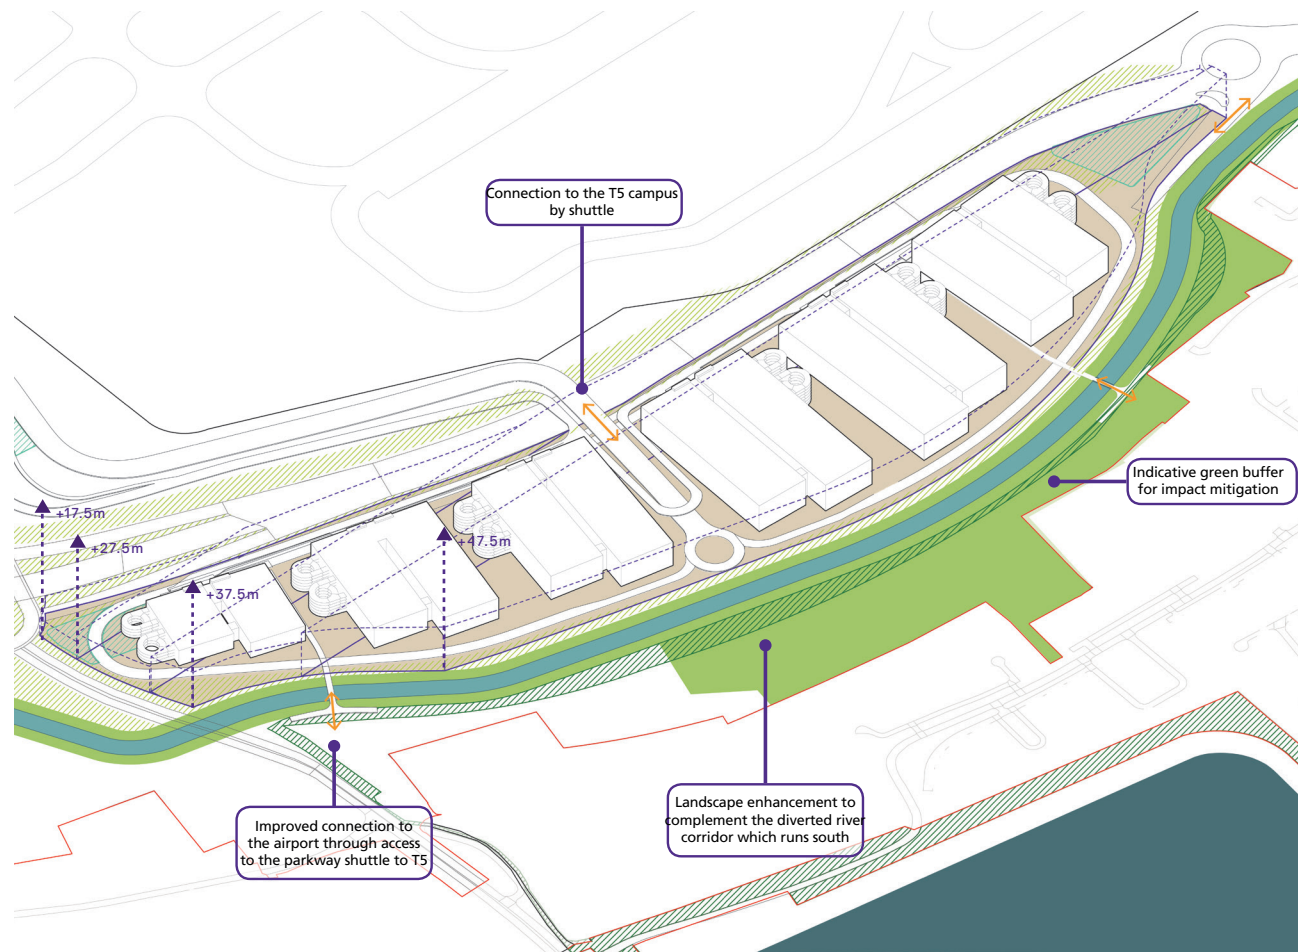 Connection to the T5 campus
by shuttle
Indicative green buffer
for impact mitigation
+17.5m
+27.5m
+47.5m
+37.5m
Landscape enhancement to
complement the diverted river
corridor which runs south
Improved connection to
the airport through access
to the parkway shuttle to T5